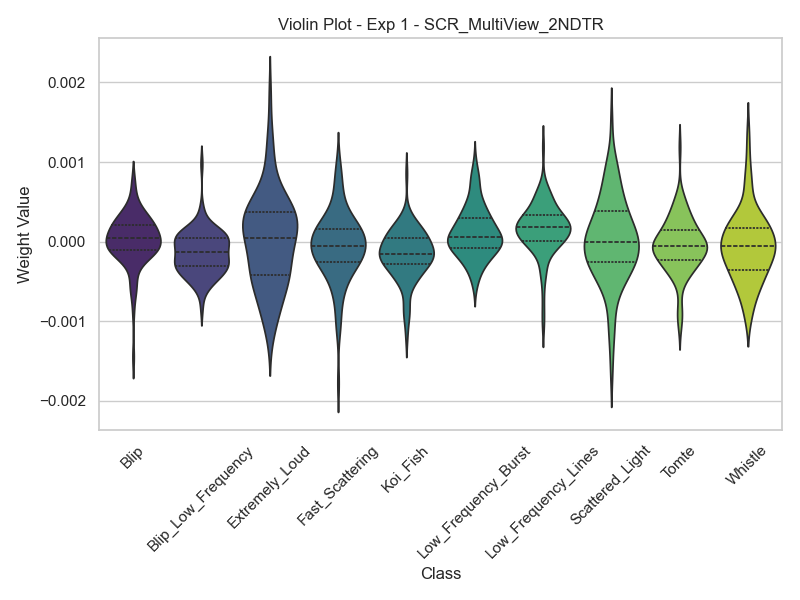 Violin Plot - Exp 1 - SCR_MultiView_2NDTR
Weight Value
0.002
0.001
0.000
−0.001
−0.002
Blip
Blip_Low_Frequency
Extremely_Loud
Fast_Scattering
Koi_Fish
Low_Frequency_Burst
Low_Frequency_Lines
Scattered_Light
Tomte
Whistle
Class